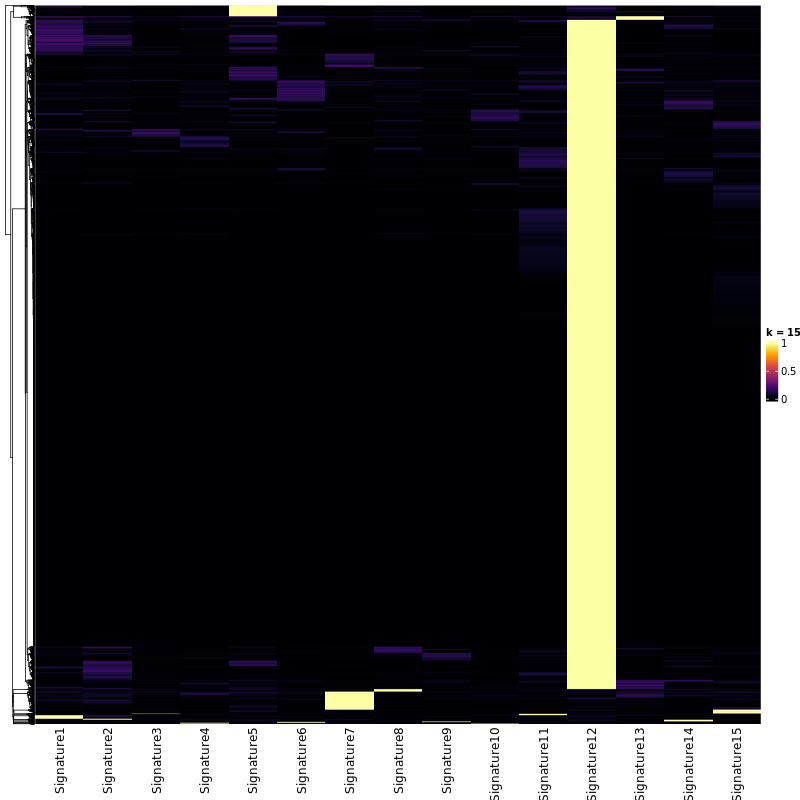 k = 15
1
0.5
0
Signature1
Signature2
Signature3
Signature4
Signature5
Signature6
Signature7
Signature8
Signature9
Signature10
Signature11
Signature12
Signature13
Signature14
Signature15